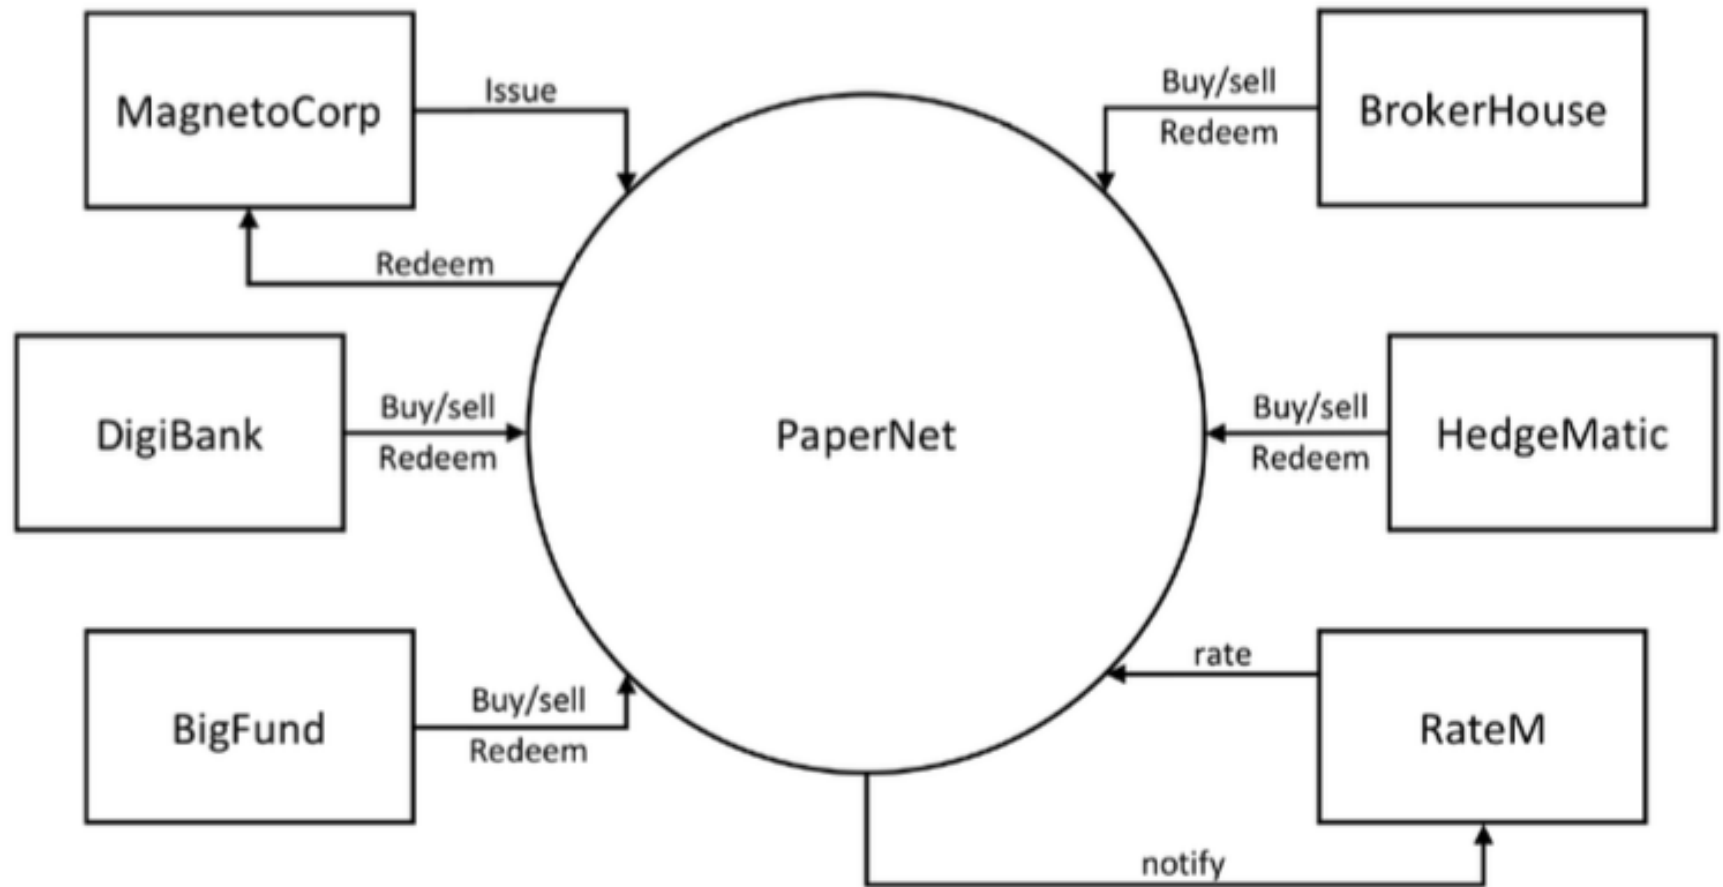 MagnetoCorp
Issue
Redeem
Buy/sell
Redeem
BrokerHouse
DigiBank
Buy/sell
Redeem
PaperNet
Buy/sell
Redeem
HedgeMatic
BigFund
Buy/sell
Redeem
rate
RateM
notify